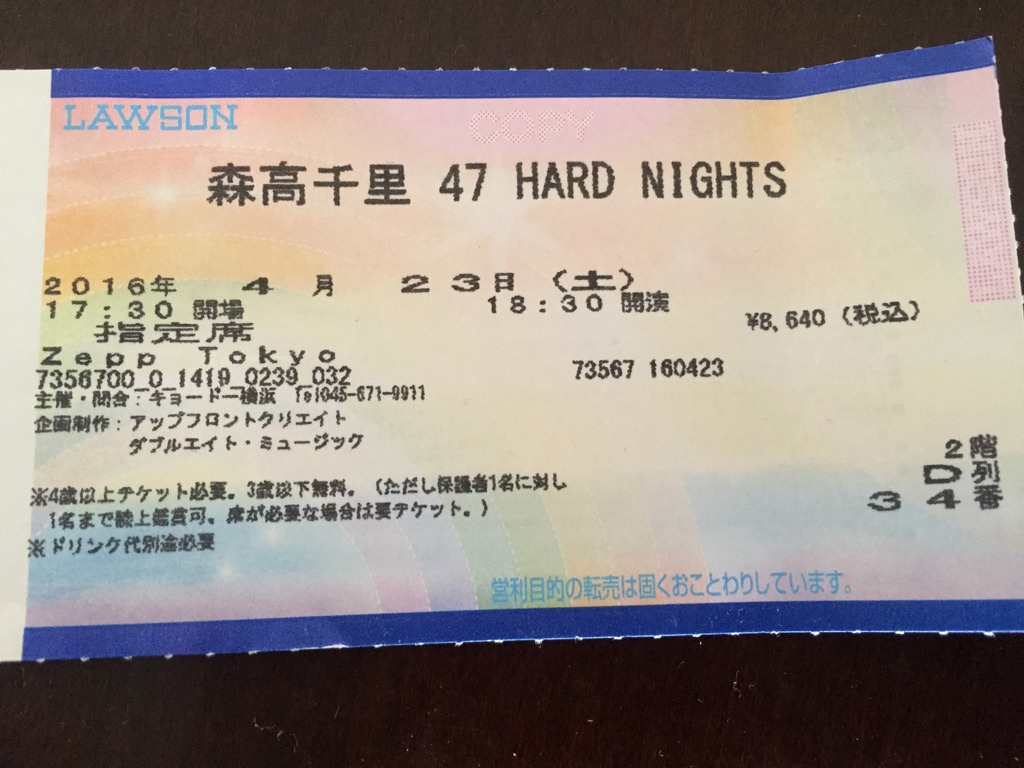 LAWSON
COPY
森高千里 47 HARD NIGHTS
2016年 4月 23日(土)
17:30 開場 18:30 開演
¥8,640(税込)
指定席
Zepp Tokyo
7356700_0_1419_0239_032 73567 160423
主催・問合:キョードー横浜 Tel045-671-9911
企画制作:アップフロントクリエイト
ダブルエイト・ミュージック
2階
D列
34番
※4歳以上チケット必要。3歳以下無料。(ただし保護者1名に対し
1名まで膝上鑑賞可。席が必要な場合は要チケット。)
※ドリンク代別途必要
営利目的の転売は固くおことわりしています。